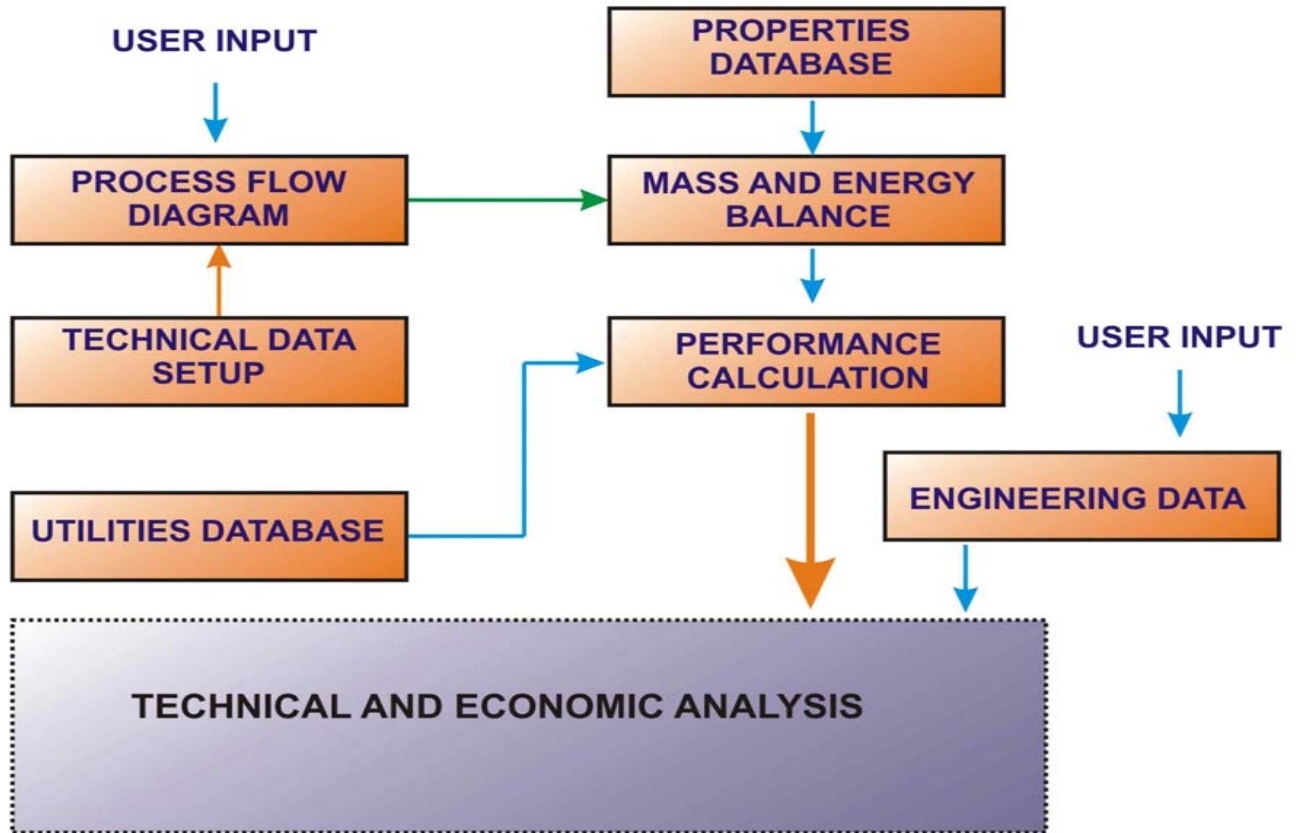 USER INPUT
PROPERTIES
DATABASE
PROCESS FLOW
DIAGRAM
MASS AND ENERGY
BALANCE
TECHNICAL DATA
SETUP
PERFORMANCE
CALCULATION
USER INPUT
UTILITIES DATABASE
ENGINEERING DATA
TECHNICAL AND ECONOMIC ANALYSIS